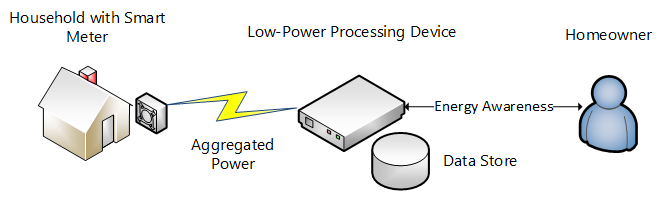 Household with Smart
Meter
Low-Power Processing Device
Homeowner
Energy Awareness
Aggregated
Power
Data Store